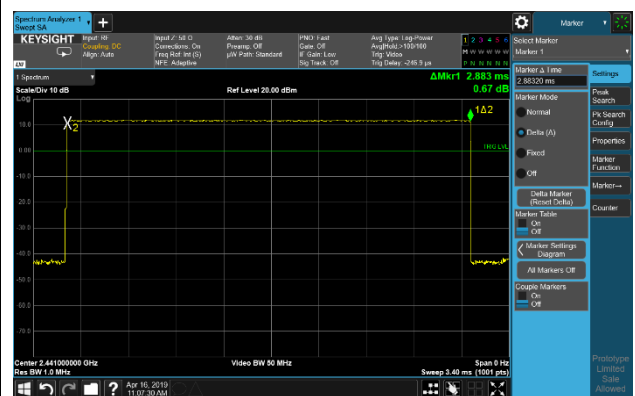 Spectrum Analyzer 1
Swept SA
Marker
KEYSIGHT
Input: RF
Coupling: DC
Align: Auto
Input Z: 50 Ω
Corrections: On
Freq Ref: Int (S)
NFE: Adaptive
Atten: 30 dB
Preamp: Off
µW Path: Standard
PNO: Fast
Gate: Off
IF Gain: Low
Sig Track: Off
Avg Type: Log-Power
Avg|Hold:>100/100
Trig: Video
1 2 3 4 5 6
M W W W W W
P N N N N N
Select Marker
Marker 1
1 Spectrum
ΔMkr1 2.883 ms
0.67 dB
Scale/Div 10 dB
Ref Level 20.00 dBm
Log
1Δ2
X2
TRIG LVL
10.0
0.00
-10.0
-20.0
-30.0
-40.0
-50.0
-60.0
-70.0
Center 2.441000000 GHz
Res BW 1.0 MHz
Video BW 50 MHz
Span 0 Hz
Sweep 3.40 ms (1001 pts)
Marker Δ Time
2.88320 ms
Marker Mode
Normal
Delta (Δ)
Fixed
Off
Delta Marker
(Reset Delta)
Marker Table
On
Off
Marker Settings
Diagram
All Markers Off
Couple Markers
On
Off
Settings
Peak
Search
Pk Search
Config
Properties
Marker
Function
Marker→
Counter
Prototype
Limited
Sale
Allowed
Apr 16, 2019
11:07:30 AM